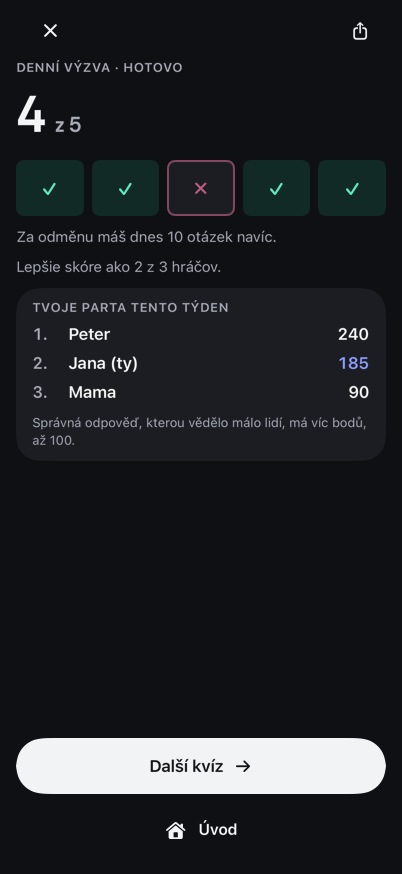 DENNÍ VÝZVA · HOTOVO
4 z 5
Za odměnu máš dnes 10 otázek navíc.
Lepšie skóre ako 2 z 3 hráčov.
TVOJE PARTA TENTO TÝDEN
1. Peter 240
2. Jana (ty) 185
3. Mama 90
Správná odpověď, kterou vědělo málo lidí, má víc bodů,
až 100.
Další kvíz →
Úvod